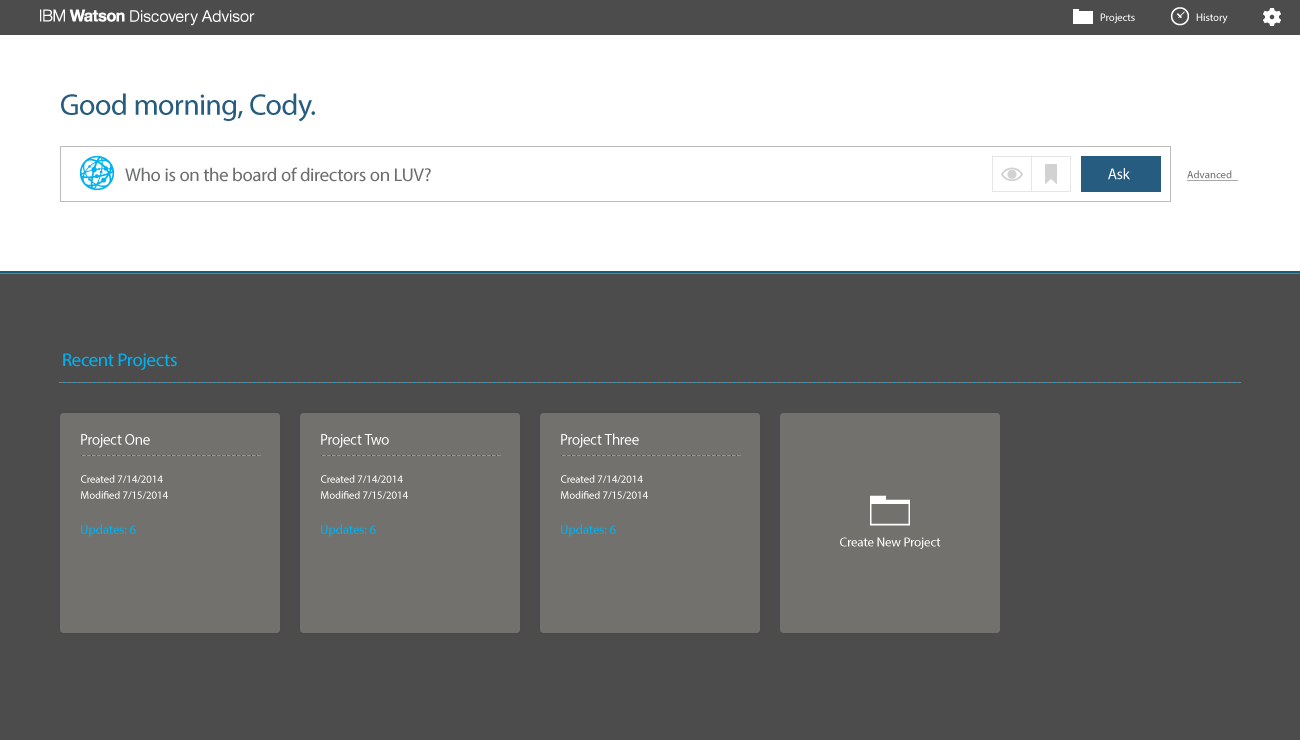 IBM Watson Discovery Advisor
Projects
History
Good morning, Cody.
Who is on the board of directors on LUV?
Ask
Advanced
Recent Projects
Project One
Created 7/14/2014
Modified 7/15/2014
Updates: 6
Project Two
Created 7/14/2014
Modified 7/15/2014
Updates: 6
Project Three
Created 7/14/2014
Modified 7/15/2014
Updates: 6
Create New Project